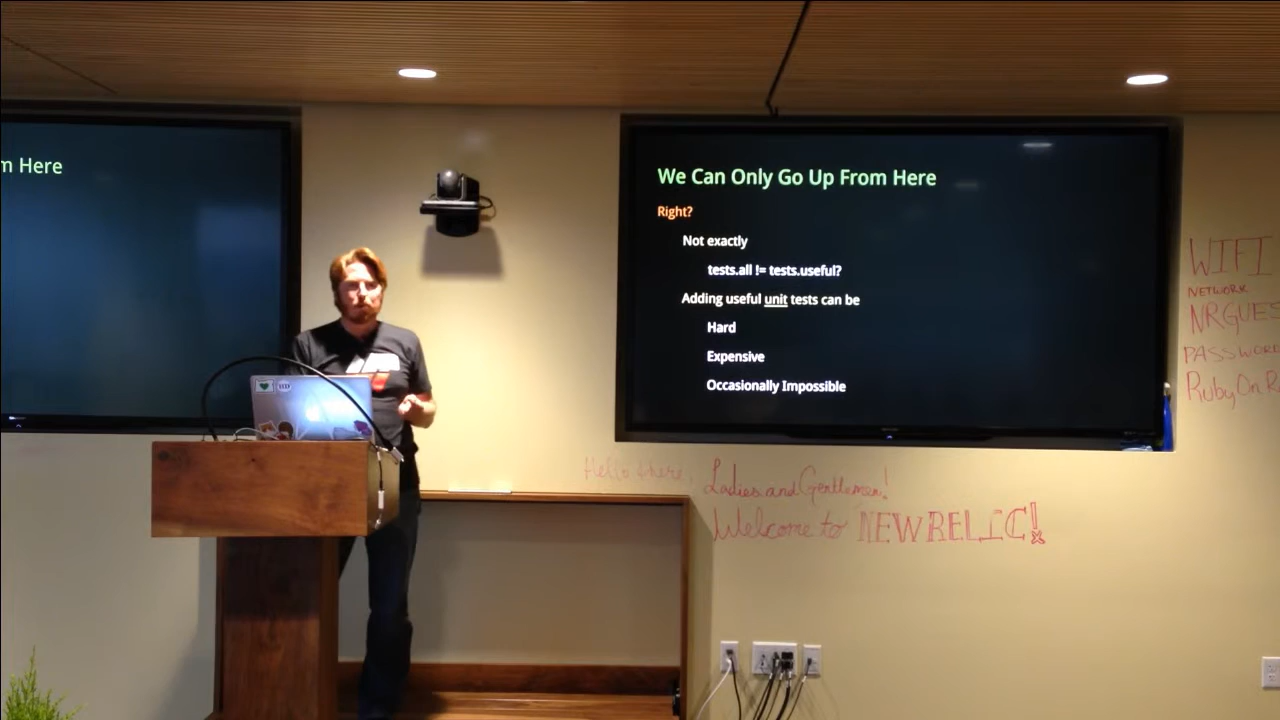 m Here
We Can Only Go Up From Here
Right?
Not exactly
tests.all != tests.useful?
Adding useful unit tests can be
Hard
Expensive
Occasionally Impossible
Hello there, Ladies and Gentlemen!
Welcome to NEWRELIC!
WIFI
NETWORK
NRGUES
PASSWORD
RubyOnR